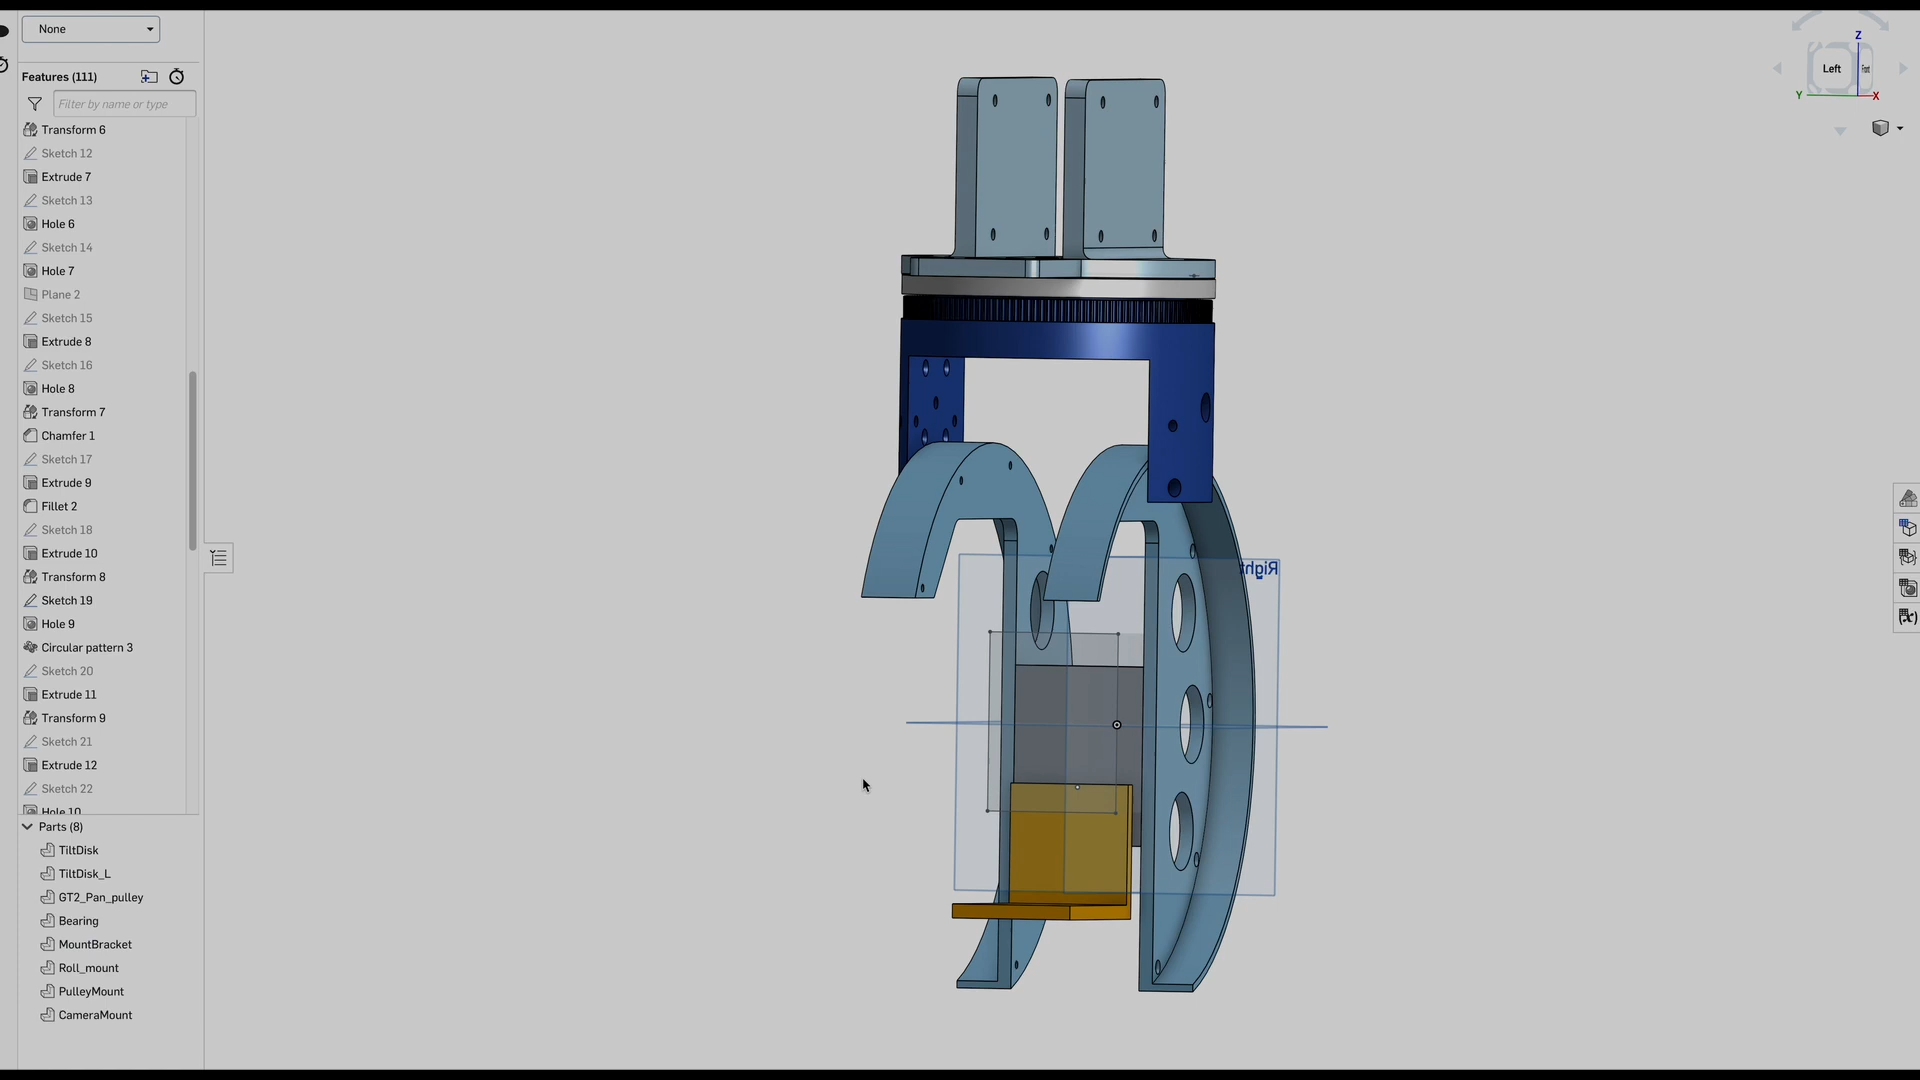 None
Features (111)
Filter by name or type
Transform 6
Sketch 12
Extrude 7
Sketch 13
Hole 6
Sketch 14
Hole 7
Plane 2
Sketch 15
Extrude 8
Sketch 16
Hole 8
Transform 7
Chamfer 1
Sketch 17
Extrude 9
Fillet 2
Sketch 18
Extrude 10
Transform 8
Sketch 19
Hole 9
Circular pattern 3
Sketch 20
Extrude 11
Transform 9
Sketch 21
Extrude 12
Sketch 22
Hole 10
Parts (8)
TiltDisk
TiltDisk_L
GT2_Pan_pulley
Bearing
MountBracket
Roll_mount
PulleyMount
CameraMount
Right
Z
Left
Y
X
(x)